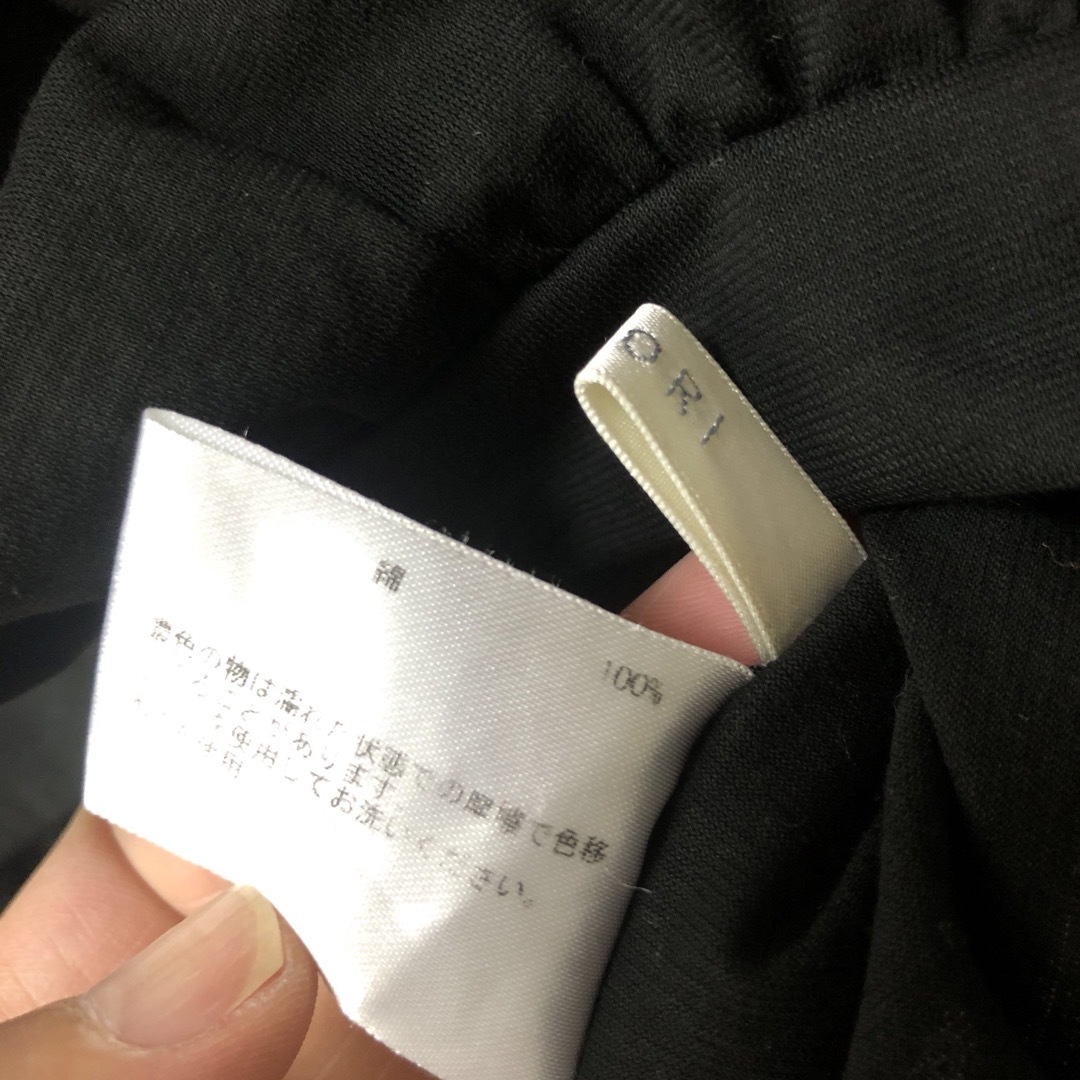 ORI
綿 100%
濃色の物は濡れた状態での摩擦で色移
ことがあります
使用してお洗いください。